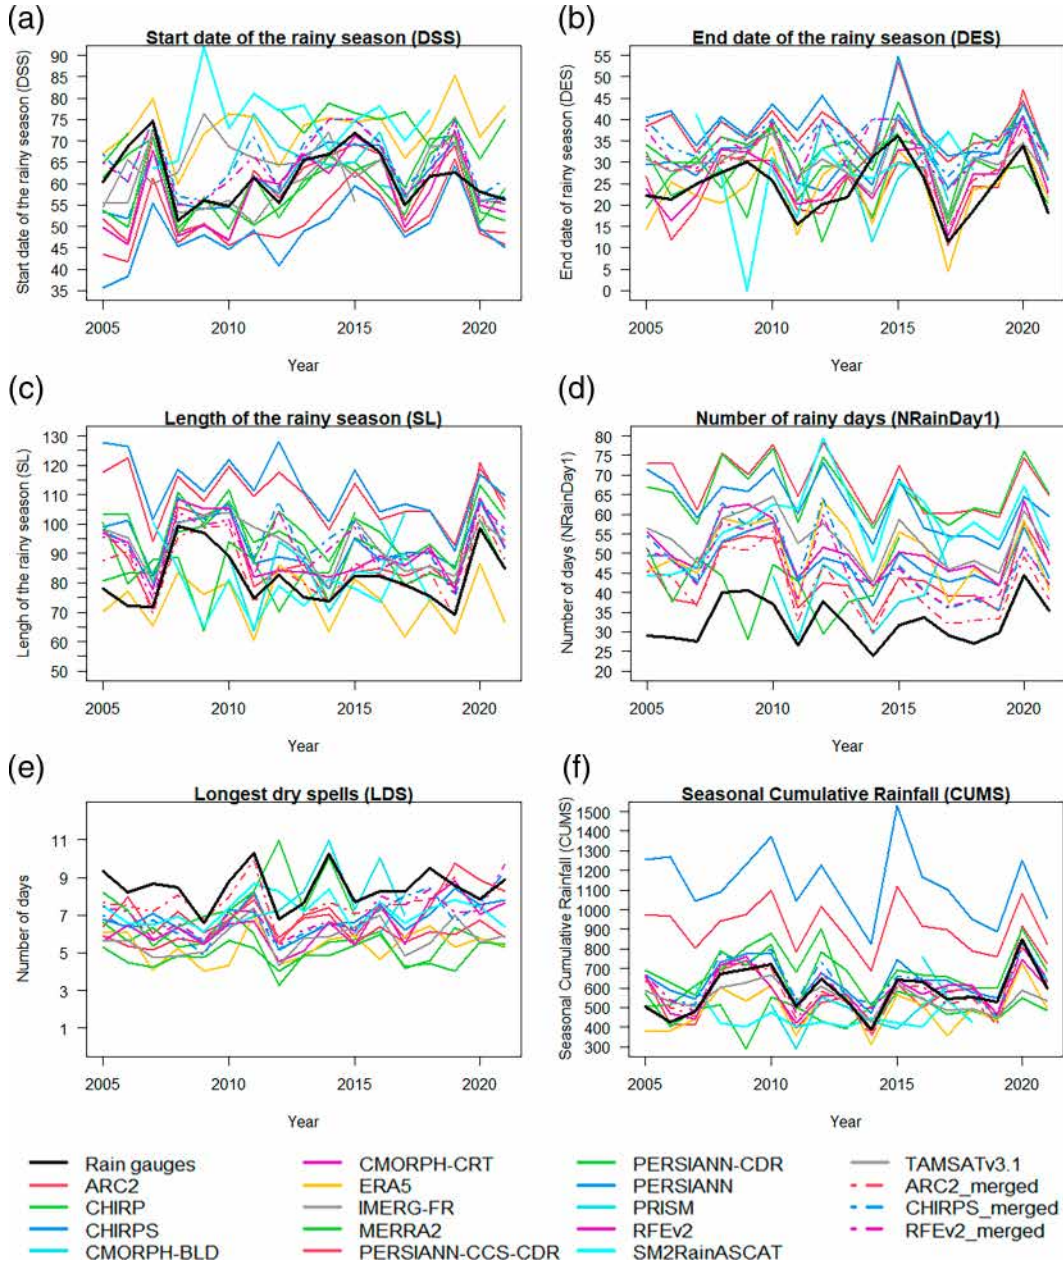 (a)
Start date of the rainy season (DSS)
Start date of the rainy season (DSS)
90
85
80
75
70
65
60
55
50
45
40
35
2005
2010
2015
2020
Year
(b)
End date of the rainy season (DES)
End date of rainy season (DES)
55
50
45
40
35
30
25
20
15
10
5
0
2005
2010
2015
2020
Year
(c)
Length of the rainy season (SL)
Length of the rainy season (SL)
130
120
110
100
90
80
70
60
50
2005
2010
2015
2020
Year
(d)
Number of rainy days (NRainDay1)
Number of days (NRainDay1)
80
75
70
65
60
55
50
45
40
35
30
25
20
2005
2010
2015
2020
Year
(e)
Longest dry spells (LDS)
Number of days
11
9
7
5
3
1
2005
2010
2015
2020
Year
(f)
Seasonal Cumulative Rainfall (CUMS)
Seasonal Cumulative Rainfall (CUMS)
1500
1400
1300
1200
1100
1000
900
800
700
600
500
400
300
2005
2010
2015
2020
Year
Rain gauges
ARC2
CHIRP
CHIRPS
CMORPH-BLD
CMORPH-CRT
ERA5
IMERG-FR
MERRA2
PERSIANN-CCS-CDR
PERSIANN-CDR
PERSIANN
PRISM
RFEv2
SM2RainASCAT
TAMSATv3.1
ARC2_merged
CHIRPS_merged
RFEv2_merged